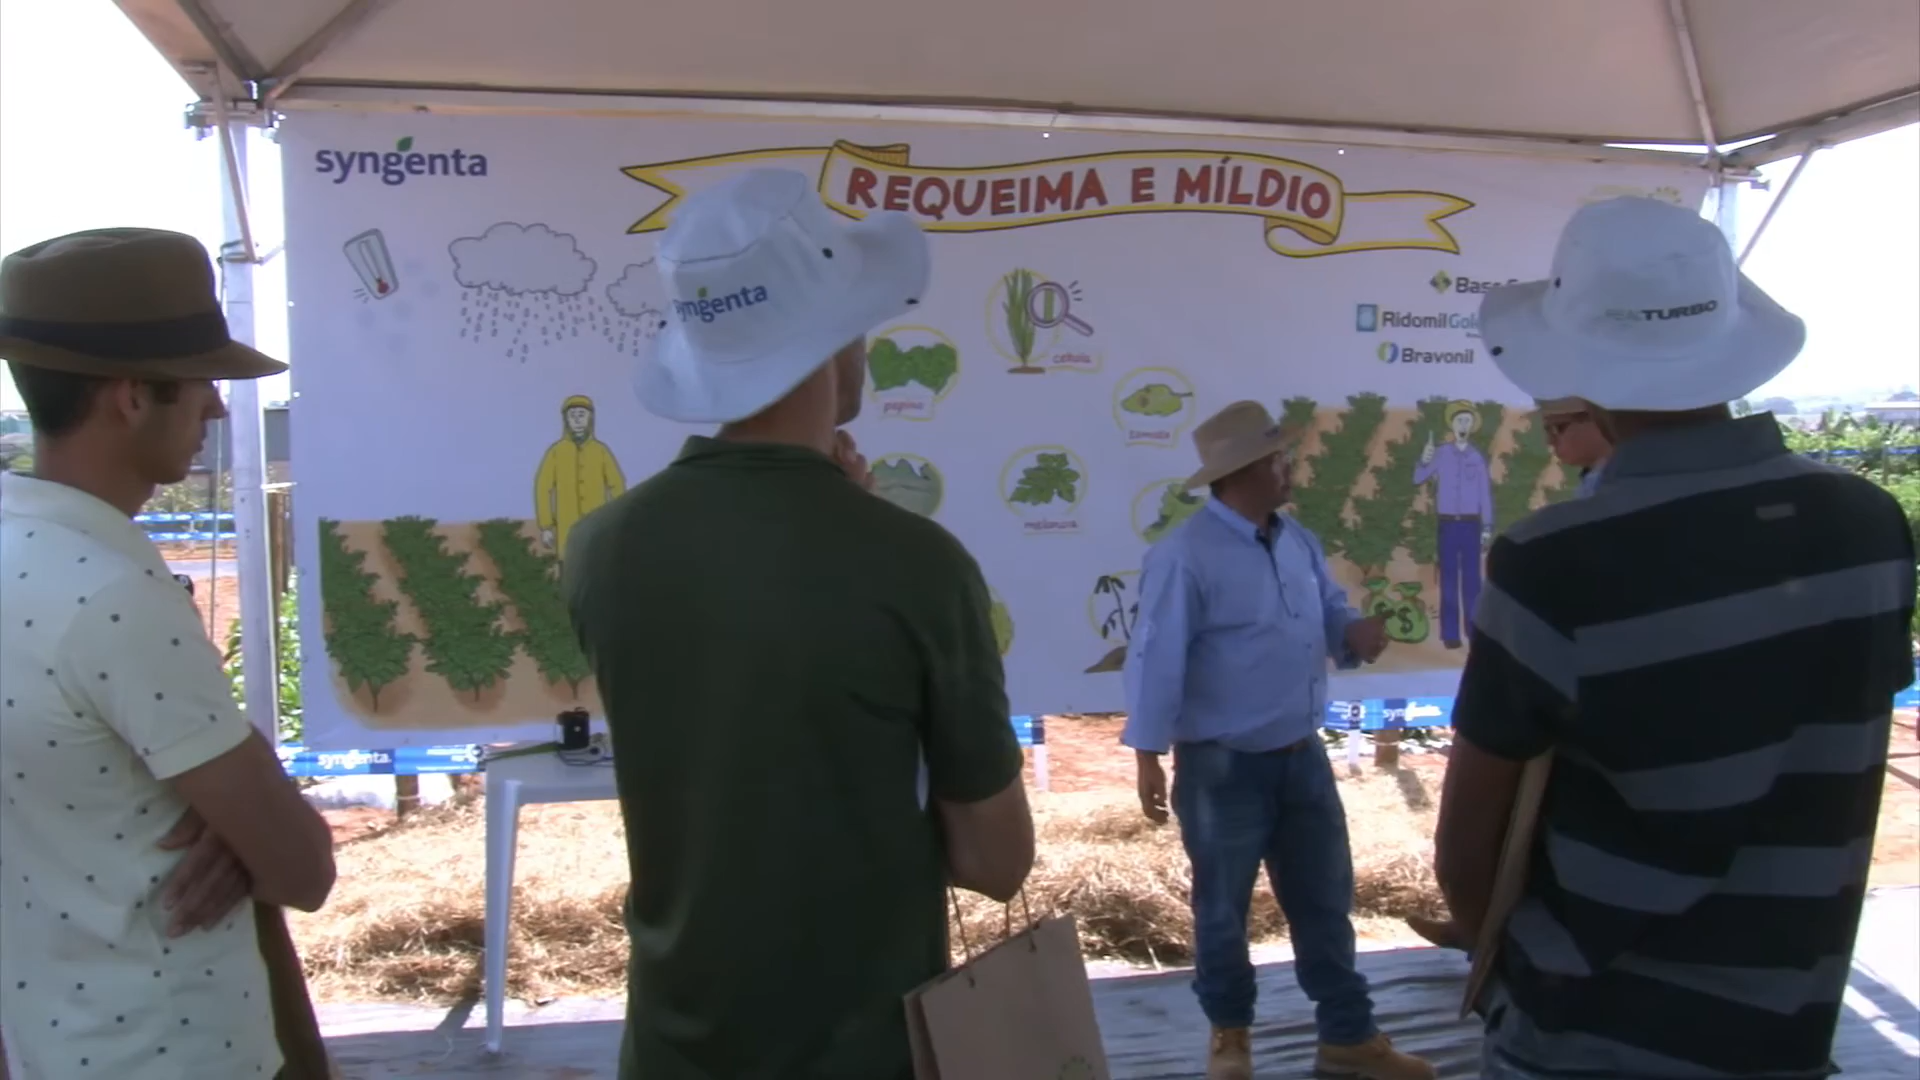 syngenta
REQUEIMA E MÍLDIO
syngenta
TURBO
Ridomil Gold
Bravonil
pepino
cebola
tomate
melancia
syngenta
syngenta